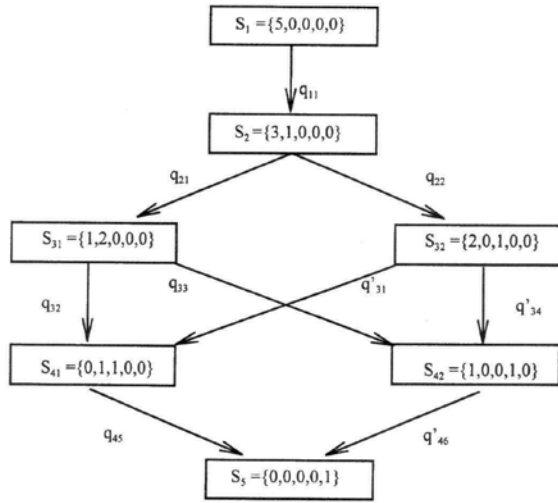 S₁ ={5,0,0,0,0}
q₁₁
S₂ ={3,1,0,0,0}
q₂₁ q₂₂
S₃₁ ={1,2,0,0,0} S₃₂ ={2,0,1,0,0}
q₃₂ q₃₃ q'₃₁ q'₃₄
S₄₁ ={0,1,1,0,0} S₄₂ ={1,0,0,1,0}
q₄₅ q'₄₆
S₅ ={0,0,0,0,1}